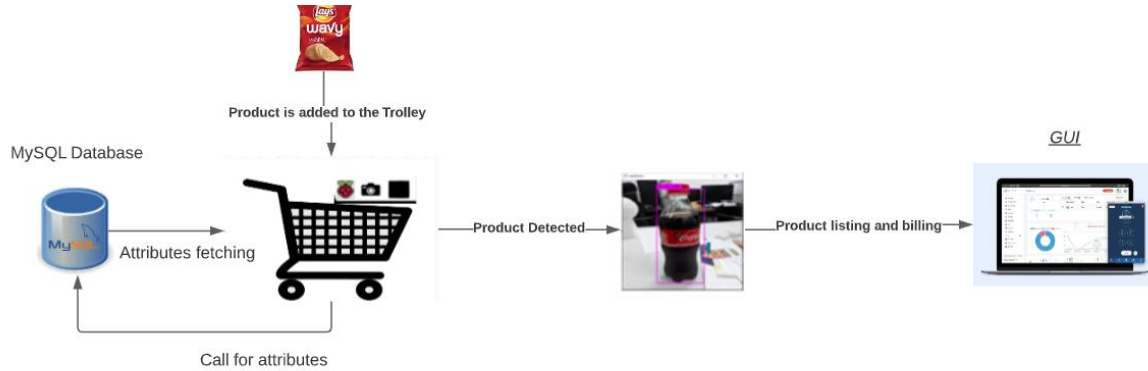 Lay's
wavy
Product is added to the Trolley
MySQL Database
GUI
MySQL
Attributes fetching
Product Detected
Product listing and billing
Call for attributes